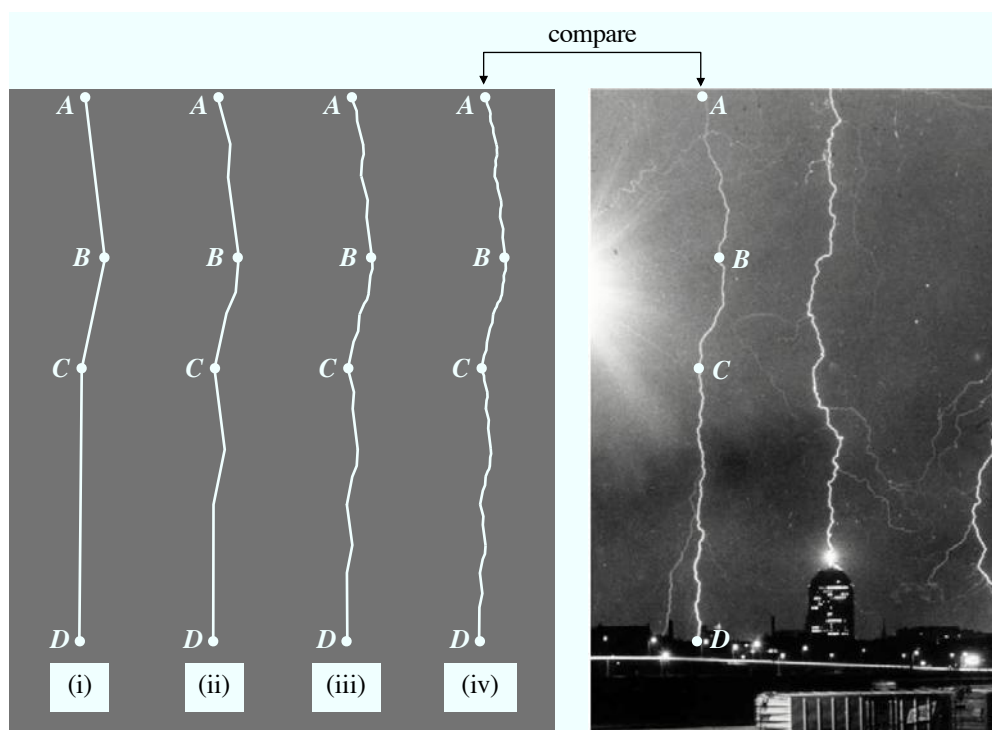 compare
A A A A A
B B B B B
C C C C C
D D D D D
(i) (ii) (iii) (iv)